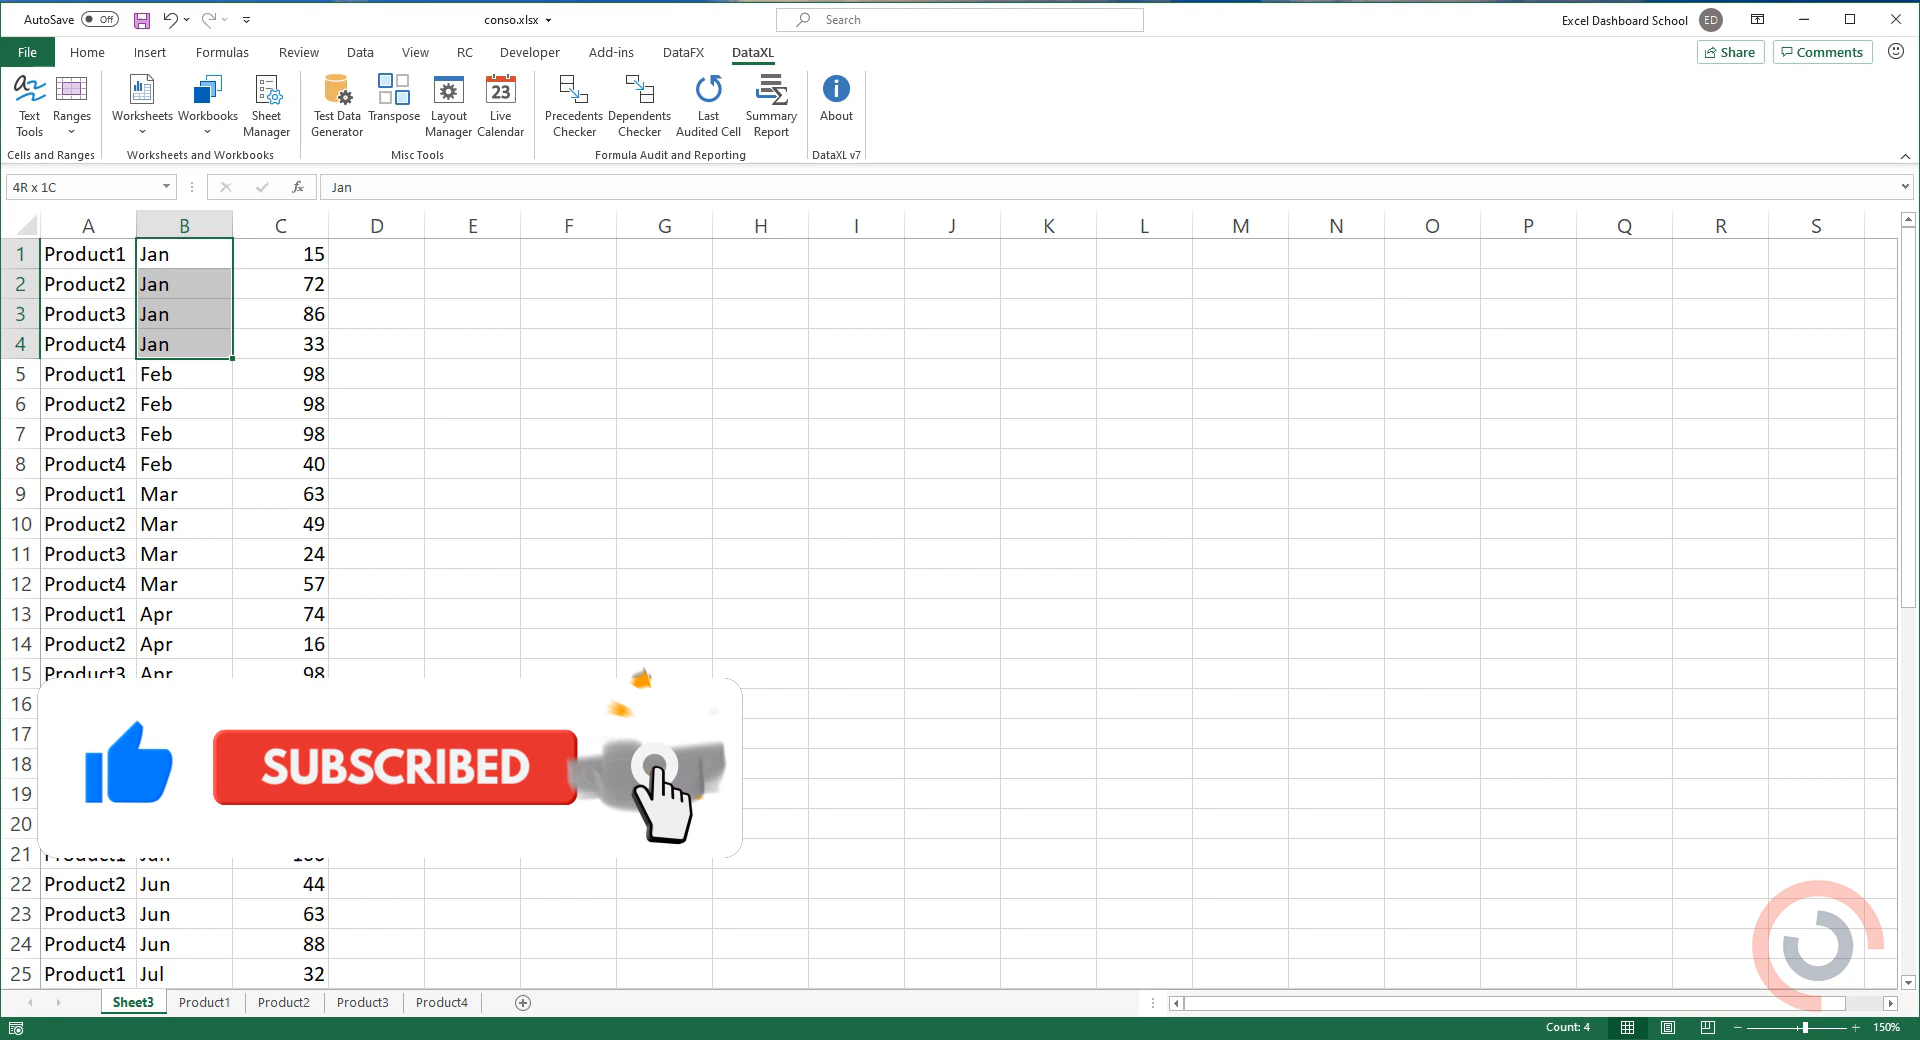 AutoSave Off conso.xlsx Search Excel Dashboard School ED
File Home Insert Formulas Review Data View RC Developer Add-ins DataFX DataXL Share Comments
Text Tools Ranges Worksheets Workbooks Sheet Manager Test Data Generator Transpose Layout Manager 23 Live Calendar Precedents Checker Dependents Checker Last Audited Cell Summary Report About
Cells and Ranges Worksheets and Workbooks Misc Tools Formula Audit and Reporting DataXL v7
4R x 1C fx Jan
A B C D E F G H I J K L M N O P Q R S
1 Product1 Jan 15
2 Product2 Jan 72
3 Product3 Jan 86
4 Product4 Jan 33
5 Product1 Feb 98
6 Product2 Feb 98
7 Product3 Feb 98
8 Product4 Feb 40
9 Product1 Mar 63
10 Product2 Mar 49
11 Product3 Mar 24
12 Product4 Mar 57
13 Product1 Apr 74
14 Product2 Apr 16
15 Product3 Apr 98
16
17
18 SUBSCRIBED
19
20
21
22 Product2 Jun 44
23 Product3 Jun 63
24 Product4 Jun 88
25 Product1 Jul 32
Sheet3 Product1 Product2 Product3 Product4
Count: 4 150%